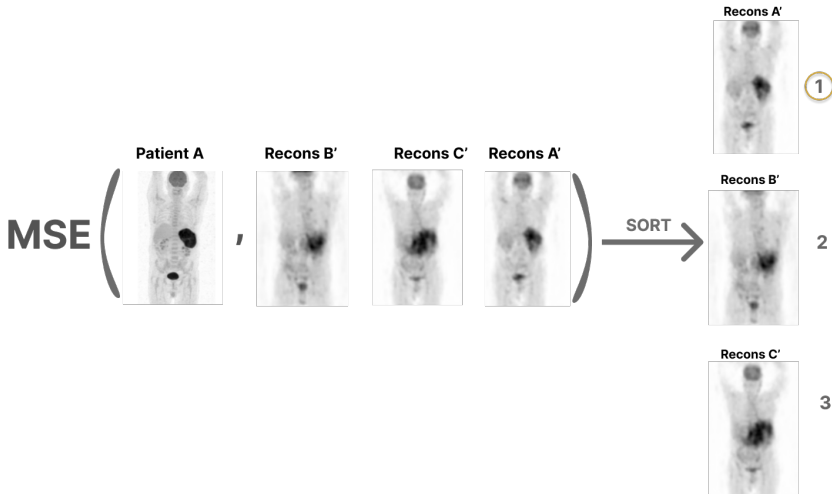 Recons A’
1
Patient A
Recons B’
Recons C’
Recons A’
MSE
,
SORT
Recons B’
2
Recons C’
3